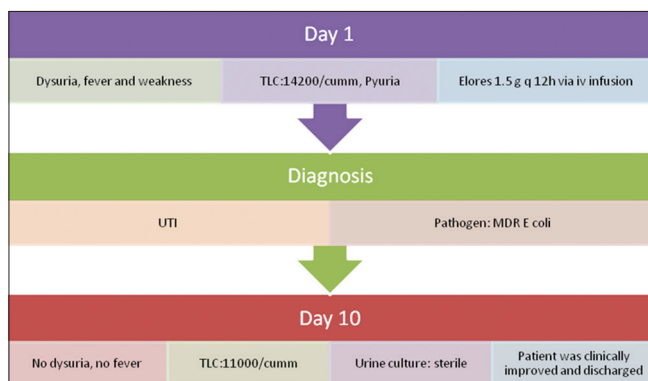 Day 1
Dysuria, fever and weakness
TLC:14200/cumm, Pyuria
Elores 1.5 g q 12h via iv infusion
Diagnosis
UTI
Pathogen: MDR E coli
Day 10
No dysuria, no fever
TLC:11000/cumm
Urine culture: sterile
Patient was clinically
improved and discharged